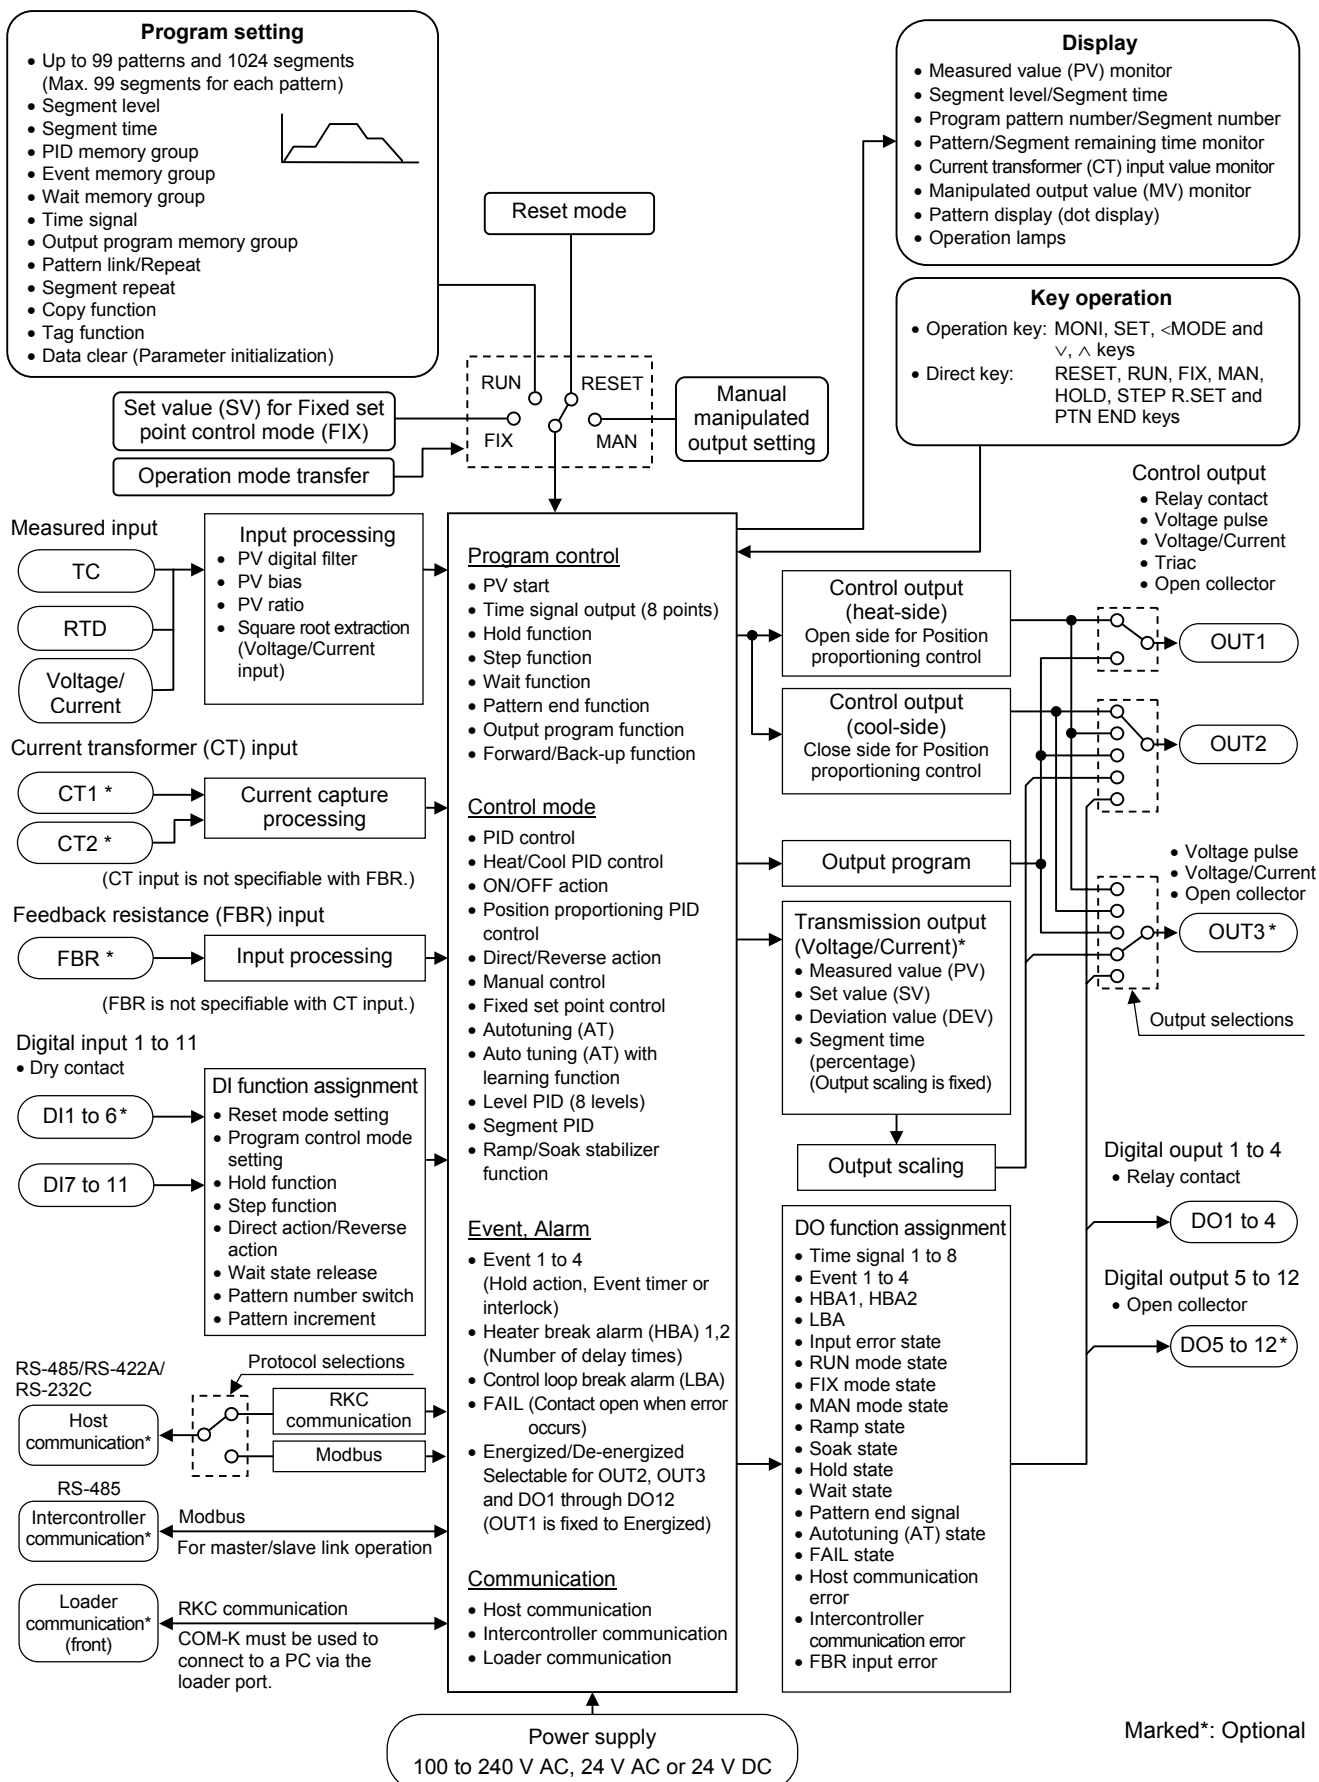 Program setting
• Up to 99 patterns and 1024 segments
(Max. 99 segments for each pattern)
• Segment level
• Segment time
• PID memory group
• Event memory group
• Wait memory group
• Time signal
• Output program memory group
• Pattern link/Repeat
• Segment repeat
• Copy function
• Tag function
• Data clear (Parameter initialization)
Display
• Measured value (PV) monitor
• Segment level/Segment time
• Program pattern number/Segment number
• Pattern/Segment remaining time monitor
• Current transformer (CT) input value monitor
• Manipulated output value (MV) monitor
• Pattern display (dot display)
• Operation lamps
Reset mode
Key operation
• Operation key: MONI, SET, <MODE and
∨, ∧ keys
• Direct key: RESET, RUN, FIX, MAN,
HOLD, STEP R.SET and
PTN END keys
RUN
RESET
FIX
MAN
Set value (SV) for Fixed set
point control mode (FIX)
Operation mode transfer
Manual
manipulated
output setting
Measured input
TC
RTD
Voltage/
Current
Input processing
• PV digital filter
• PV bias
• PV ratio
• Square root extraction
(Voltage/Current
input)
Current transformer (CT) input
CT1 *
CT2 *
Current capture
processing
(CT input is not specifiable with FBR.)
Feedback resistance (FBR) input
FBR *
Input processing
(FBR is not specifiable with CT input.)
Digital input 1 to 11
• Dry contact
DI1 to 6*
DI7 to 11
DI function assignment
• Reset mode setting
• Program control mode
setting
• Hold function
• Step function
• Direct action/Reverse
action
• Wait state release
• Pattern number switch
• Pattern increment
RS-485/RS-422A/
RS-232C
Protocol selections
Host
communication*
RKC
communication
Modbus
RS-485
Intercontroller
communication*
Modbus
For master/slave link operation
Loader
communication*
(front)
RKC communication
COM-K must be used to
connect to a PC via the
loader port.
Program control
• PV start
• Time signal output (8 points)
• Hold function
• Step function
• Wait function
• Pattern end function
• Output program function
• Forward/Back-up function
Control mode
• PID control
• Heat/Cool PID control
• ON/OFF action
• Position proportioning PID
control
• Direct/Reverse action
• Manual control
• Fixed set point control
• Autotuning (AT)
• Auto tuning (AT) with
learning function
• Level PID (8 levels)
• Segment PID
• Ramp/Soak stabilizer
function
Event, Alarm
• Event 1 to 4
(Hold action, Event timer or
interlock)
• Heater break alarm (HBA) 1,2
(Number of delay times)
• Control loop break alarm (LBA)
• FAIL (Contact open when error
occurs)
• Energized/De-energized
Selectable for OUT2, OUT3
and DO1 through DO12
(OUT1 is fixed to Energized)
Communication
• Host communication
• Intercontroller communication
• Loader communication
Power supply
100 to 240 V AC, 24 V AC or 24 V DC
Control output
(heat-side)
Open side for Position
proportioning control
Control output
(cool-side)
Close side for Position
proportioning control
Output program
Transmission output
(Voltage/Current)*
• Measured value (PV)
• Set value (SV)
• Deviation value (DEV)
• Segment time
(percentage)
(Output scaling is fixed)
Output scaling
DO function assignment
• Time signal 1 to 8
• Event 1 to 4
• HBA1, HBA2
• LBA
• Input error state
• RUN mode state
• FIX mode state
• MAN mode state
• Ramp state
• Soak state
• Hold state
• Wait state
• Pattern end signal
• Autotuning (AT) state
• FAIL state
• Host communication
error
• Intercontroller
communication error
• FBR input error
Control output
• Relay contact
• Voltage pulse
• Voltage/Current
• Triac
• Open collector
OUT1
OUT2
• Voltage pulse
• Voltage/Current
• Open collector
OUT3 *
Output selections
Digital ouput 1 to 4
• Relay contact
DO1 to 4
Digital output 5 to 12
• Open collector
DO5 to 12*
Marked*: Optional